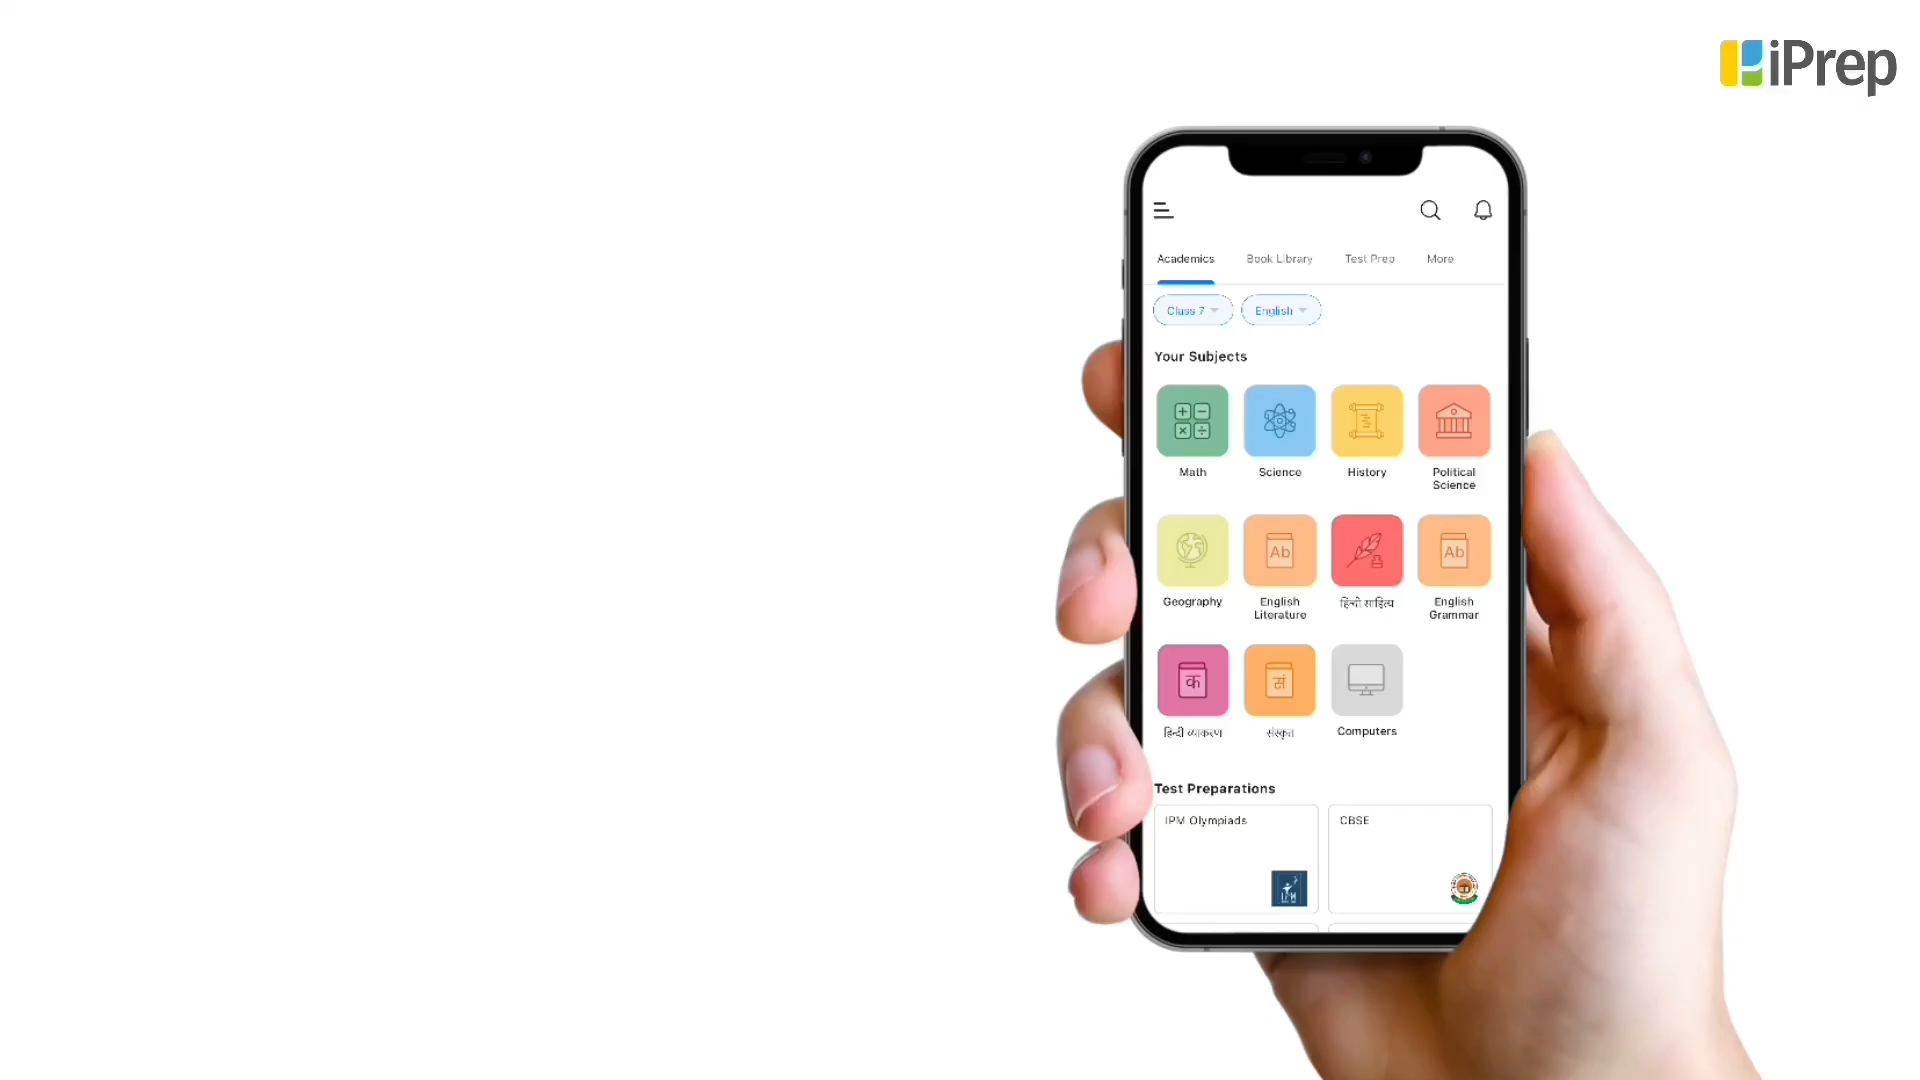 iPrep
Academics Book Library Test Prep More
Class 7 English
Your Subjects
Math Science History Political Science
Geography English Literature हिन्दी साहित्य English Grammar
हिन्दी व्याकरण संस्कृत Computers
Test Preparations
IPM Olympiads CBSE